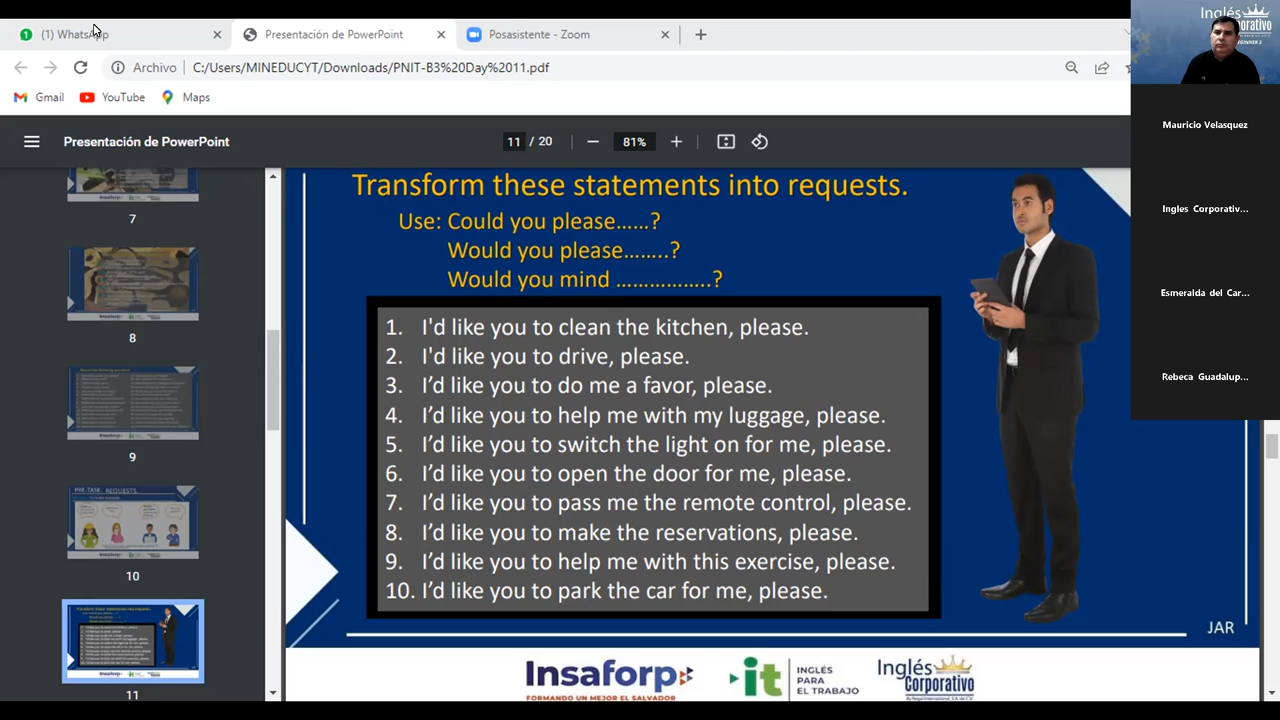 (1) WhatsApp
Presentación de PowerPoint
Posasistente - Zoom
Archivo
C:/Users/MINEDUCYT/Downloads/PNIT-B3%20Day%2011.pdf
Gmail
YouTube
Maps
Presentación de PowerPoint
11 / 20
81%
7
8
9
PRE-TASK. REQUESTS.
10
11
Transform these statements into requests.
Use: Could you please......?
Would you please........?
Would you mind ..................?
1. I'd like you to clean the kitchen, please.
2. I'd like you to drive, please.
3. I'd like you to do me a favor, please.
4. I'd like you to help me with my luggage, please.
5. I'd like you to switch the light on for me, please.
6. I'd like you to open the door for me, please.
7. I'd like you to pass me the remote control, please.
8. I'd like you to make the reservations, please.
9. I'd like you to help me with this exercise, please.
10. I'd like you to park the car for me, please.
JAR
Insaforp
FORMANDO UN MEJOR EL SALVADOR
it
INGLÉS
PARA
EL TRABAJO
Inglés
Corporativo
Inglés
Corporativo
Mauricio Velasquez
Ingles Corporativ...
Esmeralda del Car...
Rebeca Guadalup...